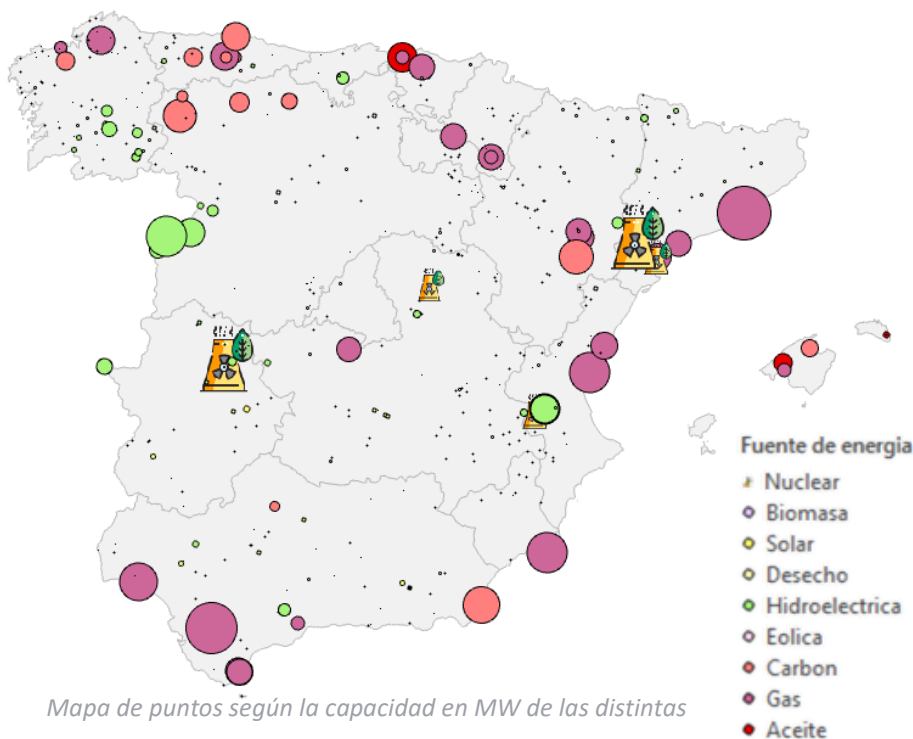 Fuente de energia
Nuclear
Biomasa
Solar
Desecho
Hidroelectrica
Eolica
Carbon
Gas
Aceite
Mapa de puntos según la capacidad en MW de las distintas